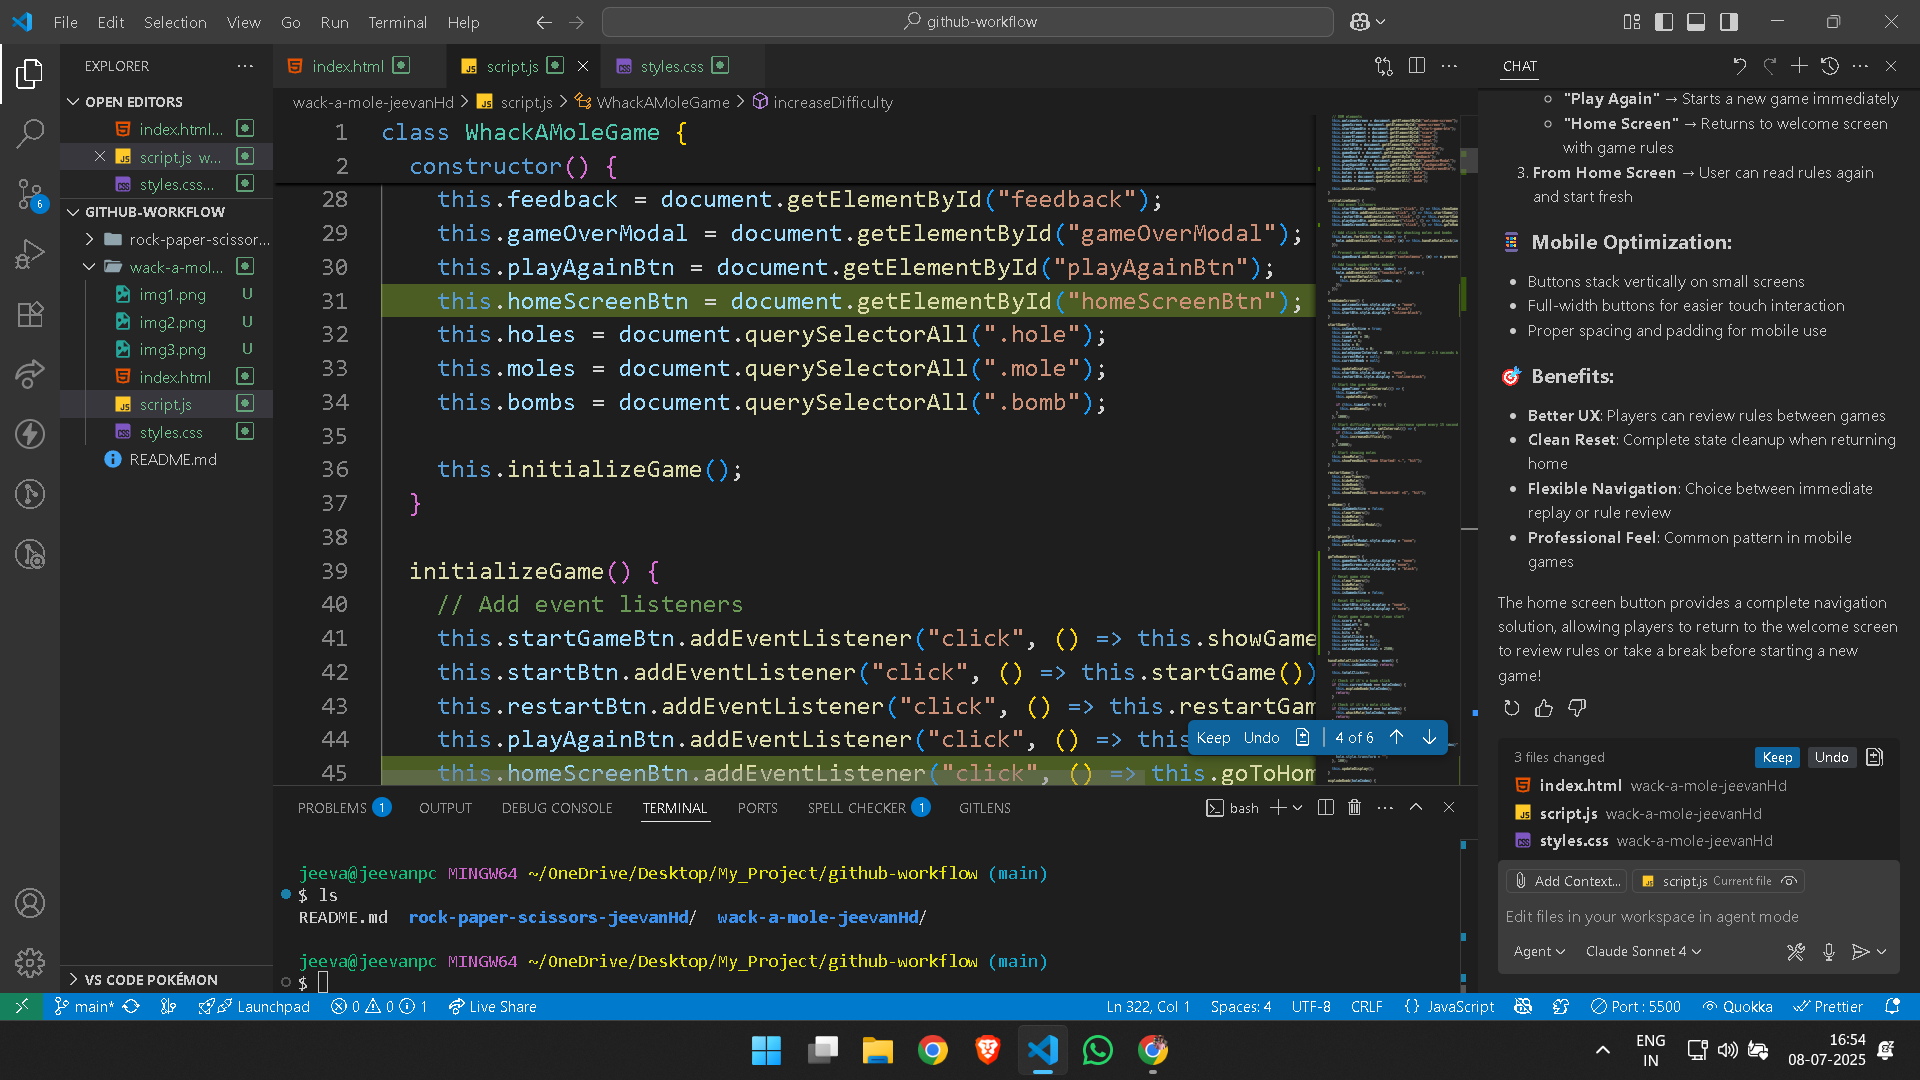 File Edit Selection View Go Run Terminal Help
github-workflow
EXPLORER
OPEN EDITORS
index.html...
script.js w...
styles.css...
6
GITHUB-WORKFLOW
rock-paper-scissor...
wack-a-mol...
img1.png U
img2.png U
img3.png U
index.html
script.js
styles.css
README.md
VS CODE POKÉMON
index.html
script.js
styles.css
wack-a-mole-jeevanHd > script.js > WhackAMoleGame > increaseDifficulty
1 class WhackAMoleGame {
2 constructor() {
28 this.feedback = document.getElementById("feedback");
29 this.gameOverModal = document.getElementById("gameOverModal");
30 this.playAgainBtn = document.getElementById("playAgainBtn");
31 this.homeScreenBtn = document.getElementById("homeScreenBtn");
32 this.holes = document.querySelectorAll(".hole");
33 this.moles = document.querySelectorAll(".mole");
34 this.bombs = document.querySelectorAll(".bomb");
35
36 this.initializeGame();
37 }
38
39 initializeGame() {
40 // Add event listeners
41 this.startGameBtn.addEventListener("click", () => this.showGame
42 this.startBtn.addEventListener("click", () => this.startGame())
43 this.restartBtn.addEventListener("click", () => this.restartGam
44 this.playAgainBtn.addEventListener("click", () => this
45 this.homeScreenBtn.addEventListener("click", () => this.goToHom
Keep Undo 4 of 6
PROBLEMS 1 OUTPUT DEBUG CONSOLE TERMINAL PORTS SPELL CHECKER 1 GITLENS
bash
jeeva@jeevanpc MINGW64 ~/OneDrive/Desktop/My_Project/github-workflow (main)
$ ls
README.md rock-paper-scissors-jeevanHd/ wack-a-mole-jeevanHd/
jeeva@jeevanpc MINGW64 ~/OneDrive/Desktop/My_Project/github-workflow (main)
$
CHAT
"Play Again" → Starts a new game immediately
"Home Screen" → Returns to welcome screen
with game rules
3. From Home Screen → User can read rules again
and start fresh
Mobile Optimization:
• Buttons stack vertically on small screens
• Full-width buttons for easier touch interaction
• Proper spacing and padding for mobile use
Benefits:
• Better UX: Players can review rules between games
• Clean Reset: Complete state cleanup when returning
home
• Flexible Navigation: Choice between immediate
replay or rule review
• Professional Feel: Common pattern in mobile
games
The home screen button provides a complete navigation
solution, allowing players to return to the welcome screen
to review rules or take a break before starting a new
game!
3 files changed Keep Undo
index.html wack-a-mole-jeevanHd
script.js wack-a-mole-jeevanHd
styles.css wack-a-mole-jeevanHd
Add Context... script.js Current file
Edit files in your workspace in agent mode
Agent Claude Sonnet 4
main* Launchpad 0 0 1 Live Share
Ln 322, Col 1 Spaces: 4 UTF-8 CRLF {} JavaScript Port : 5500 Quokka Prettier
ENG
IN
16:54
08-07-2025